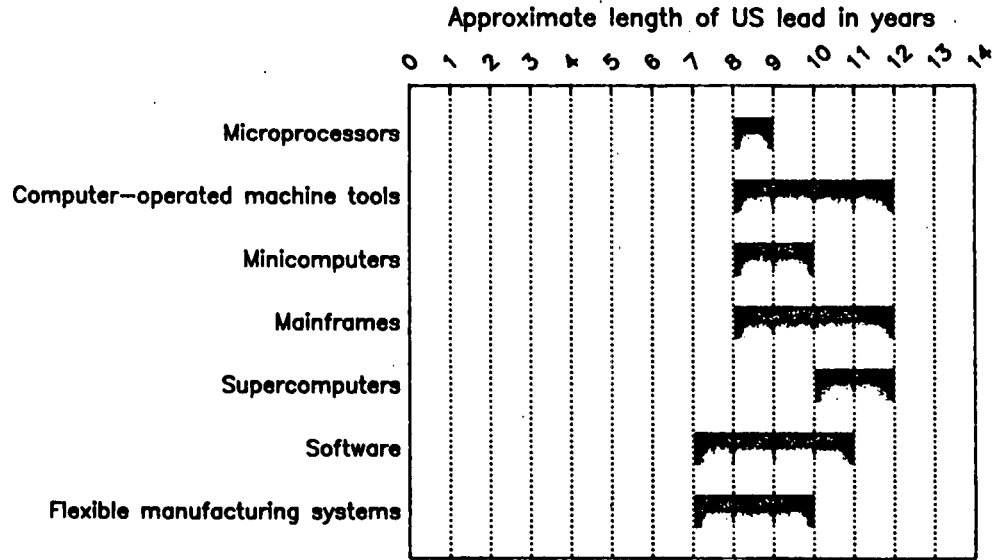 Approximate length of US lead in years
0 1 2 3 4 5 6 7 8 9 10 11 12 13 14
Microprocessors
Computer-operated machine tools
Minicomputers
Mainframes
Supercomputers
Software
Flexible manufacturing systems